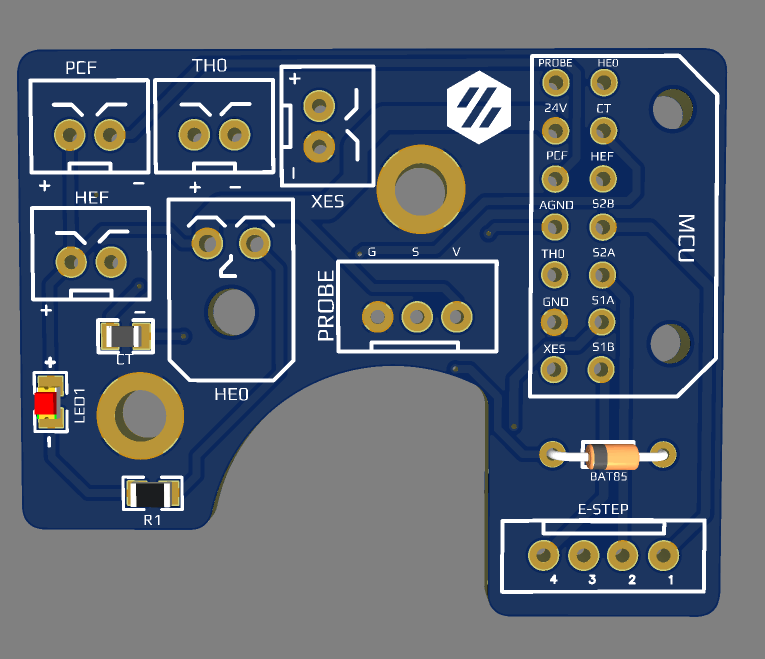 PCF
TH0
+
-
+ -
+ -
HEF
+ -
XES
PROBE HE0
24V CT
PCF HEF
AGND S2B
TH0 S2A
GND S1A
XES S1B
MCU
G S V
PROBE
CT
HE0
+
LED1
-
R1
BAT85
E-STEP
4 3 2 1